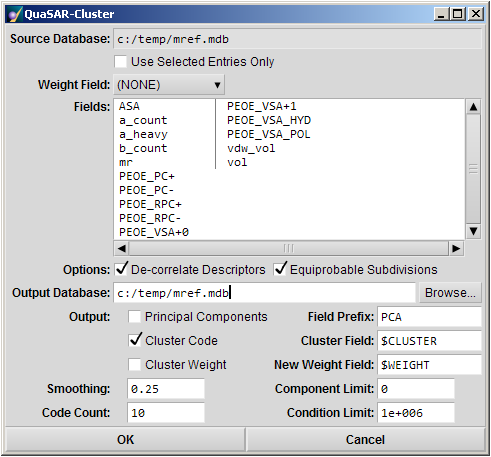 QuaSAR-Cluster
Source Database: c:/temp/mref.mdb
Use Selected Entries Only
Weight Field: (NONE)
Fields: ASA PEOE_VSA+1
a_count PEOE_VSA_HYD
a_heavy PEOE_VSA_POL
b_count vdw_vol
mr vol
PEOE_PC+
PEOE_PC-
PEOE_RPC+
PEOE_RPC-
PEOE_VSA+0
Options: De-correlate Descriptors Equiprobable Subdivisions
Output Database: c:/temp/mref.mdb Browse...
Output: Principal Components Field Prefix: PCA
Cluster Code Cluster Field: $CLUSTER
Cluster Weight New Weight Field: $WEIGHT
Smoothing: 0.25 Component Limit: 0
Code Count: 10 Condition Limit: 1e+006
OK Cancel